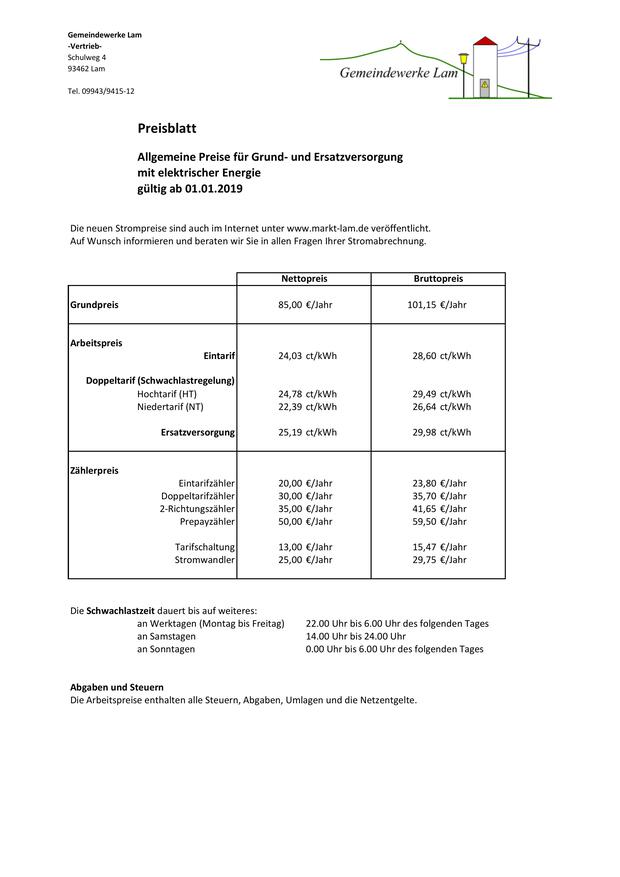 Gemeindewerke Lam
-Vertrieb-
Schulweg 4
93462 Lam
Tel. 09943/9415-12
Gemeindewerke Lam
Preisblatt
Allgemeine Preise für Grund- und Ersatzversorgung
mit elektrischer Energie
gültig ab 01.01.2019
Die neuen Strompreise sind auch im Internet unter www.markt-lam.de veröffentlicht.
Auf Wunsch informieren und beraten wir Sie in allen Fragen Ihrer Stromabrechnung.
Nettopreis Bruttopreis
Grundpreis 85,00 €/Jahr 101,15 €/Jahr
Arbeitspreis
Eintarif 24,03 ct/kWh 28,60 ct/kWh
Doppeltarif (Schwachlastregelung)
Hochtarif (HT) 24,78 ct/kWh 29,49 ct/kWh
Niedertarif (NT) 22,39 ct/kWh 26,64 ct/kWh
Ersatzversorgung 25,19 ct/kWh 29,98 ct/kWh
Zählerpreis
Eintarifzähler 20,00 €/Jahr 23,80 €/Jahr
Doppeltarifzähler 30,00 €/Jahr 35,70 €/Jahr
2-Richtungszähler 35,00 €/Jahr 41,65 €/Jahr
Prepayzähler 50,00 €/Jahr 59,50 €/Jahr
Tarifschaltung 13,00 €/Jahr 15,47 €/Jahr
Stromwandler 25,00 €/Jahr 29,75 €/Jahr
Die Schwachlastzeit dauert bis auf weiteres:
an Werktagen (Montag bis Freitag) 22.00 Uhr bis 6.00 Uhr des folgenden Tages
an Samstagen 14.00 Uhr bis 24.00 Uhr
an Sonntagen 0.00 Uhr bis 6.00 Uhr des folgenden Tages
Abgaben und Steuern
Die Arbeitspreise enthalten alle Steuern, Abgaben, Umlagen und die Netzentgelte.